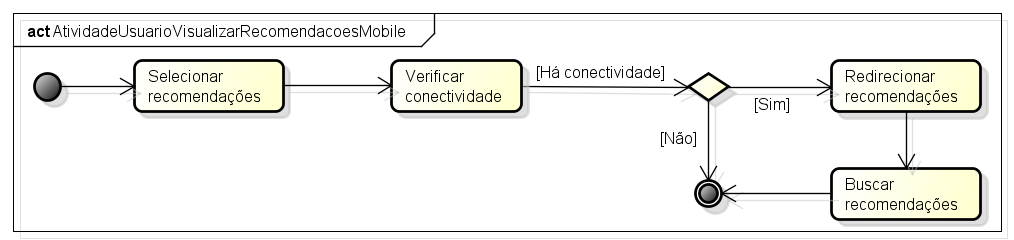 act AtividadeUsuarioVisualizarRecomendacoesMobile
Selecionar
recomendações
Verificar
conectividade
[Há conectividade]
[Sim]
Redirecionar
recomendações
[Não]
Buscar
recomendações